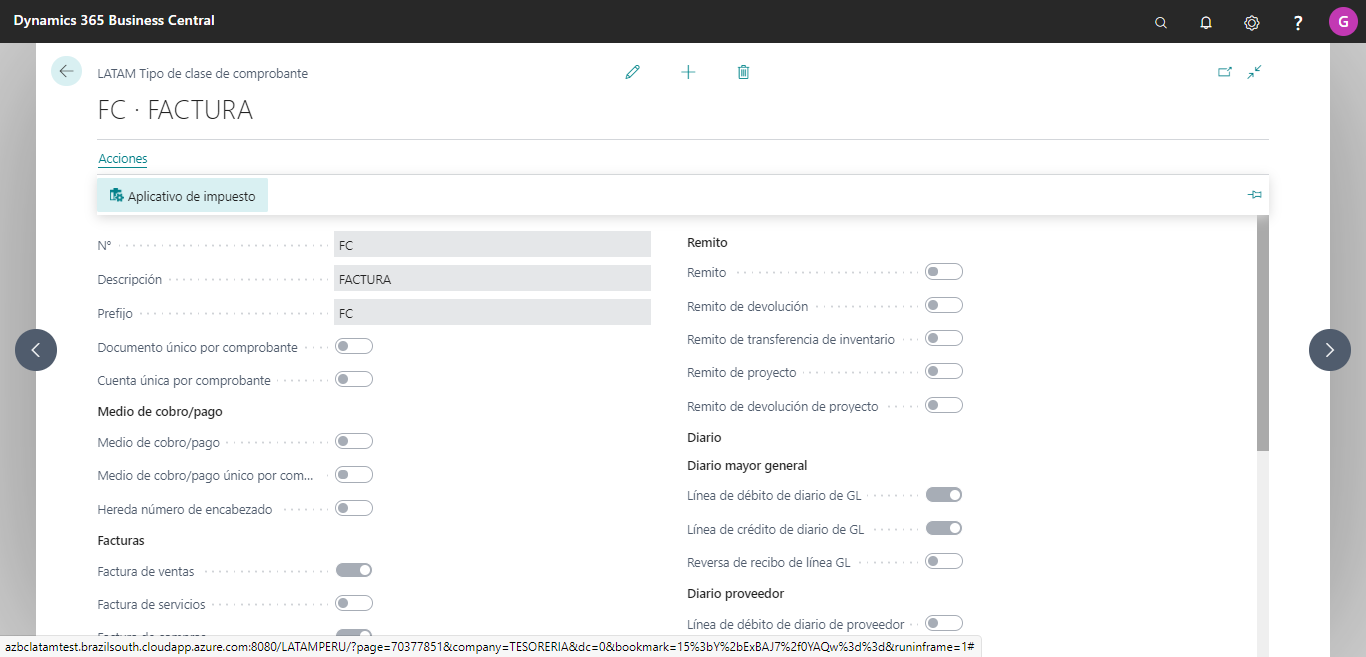 Dynamics 365 Business Central
?
G
LATAM Tipo de clase de comprobante
FC · FACTURA
Acciones
Aplicativo de impuesto
N°
FC
Descripción
FACTURA
Prefijo
FC
Documento único por comprobante
Cuenta única por comprobante
Medio de cobro/pago
Medio de cobro/pago
Medio de cobro/pago único por com...
Hereda número de encabezado
Facturas
Factura de ventas
Factura de servicios
Factura de compras
Remito
Remito
Remito de devolución
Remito de transferencia de inventario
Remito de proyecto
Remito de devolución de proyecto
Diario
Diario mayor general
Línea de débito de diario de GL
Línea de crédito de diario de GL
Reversa de recibo de línea GL
Diario proveedor
Línea de débito de diario de proveedor
azbclatamtest.brazilsouth.cloudapp.azure.com:8080/LATAMPERU/?page=70377851&company=TESORERIA&dc=0&bookmark=15%3bY%2bExBAJ7%2f0YAQw%3d%3d&runinframe=1#